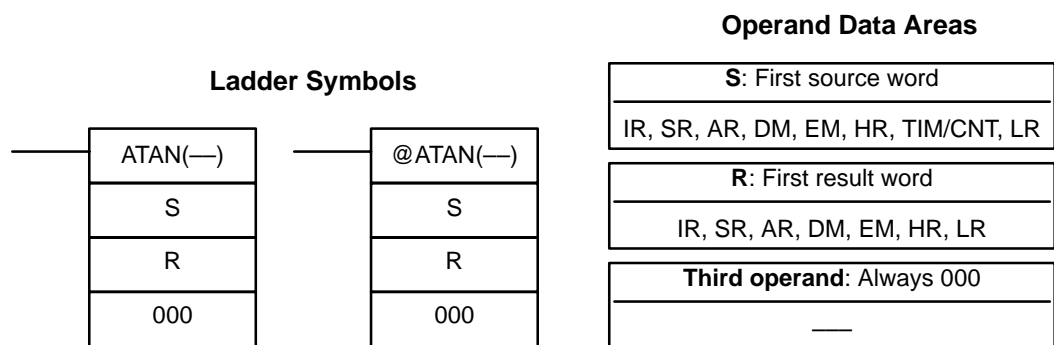 Operand Data Areas
Ladder Symbols
S: First source word
IR, SR, AR, DM, EM, HR, TIM/CNT, LR
R: First result word
IR, SR, AR, DM, EM, HR, LR
Third operand: Always 000
—
ATAN(—)
S
R
000
@ATAN(—)
S
R
000